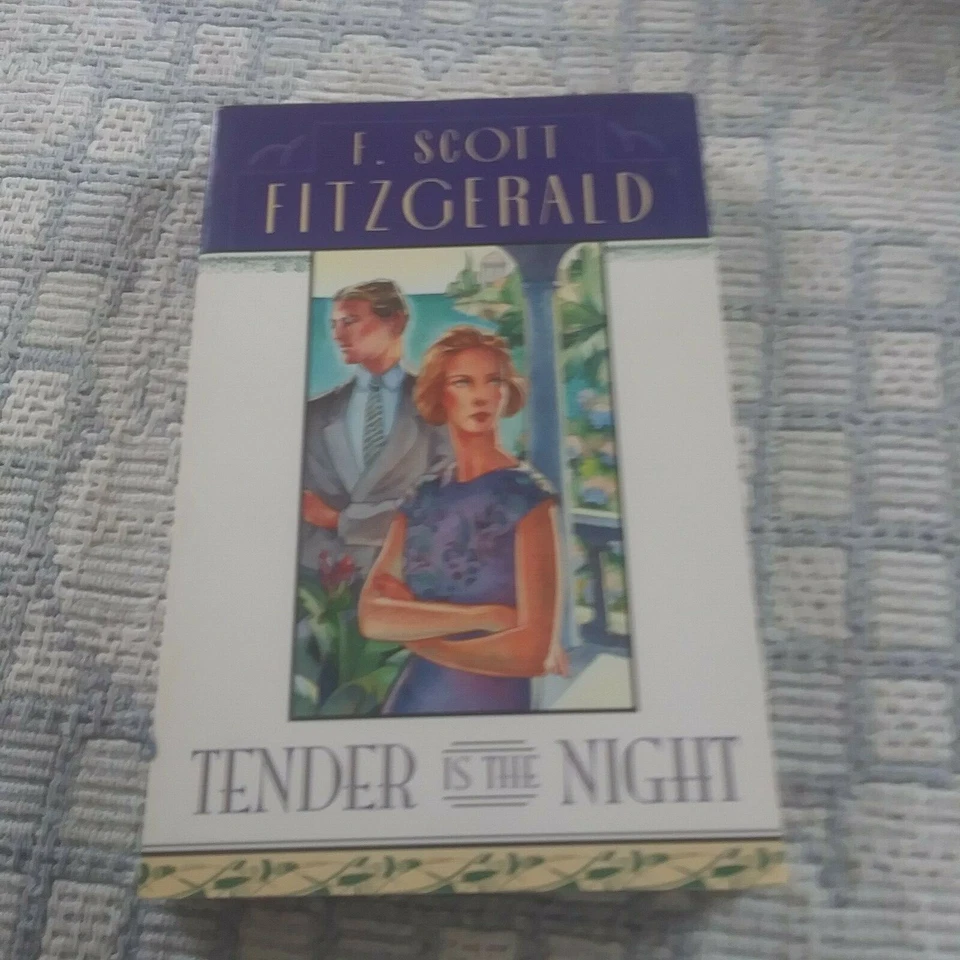 F. SCOTT
FITZGERALD
TENDER IS THE NIGHT